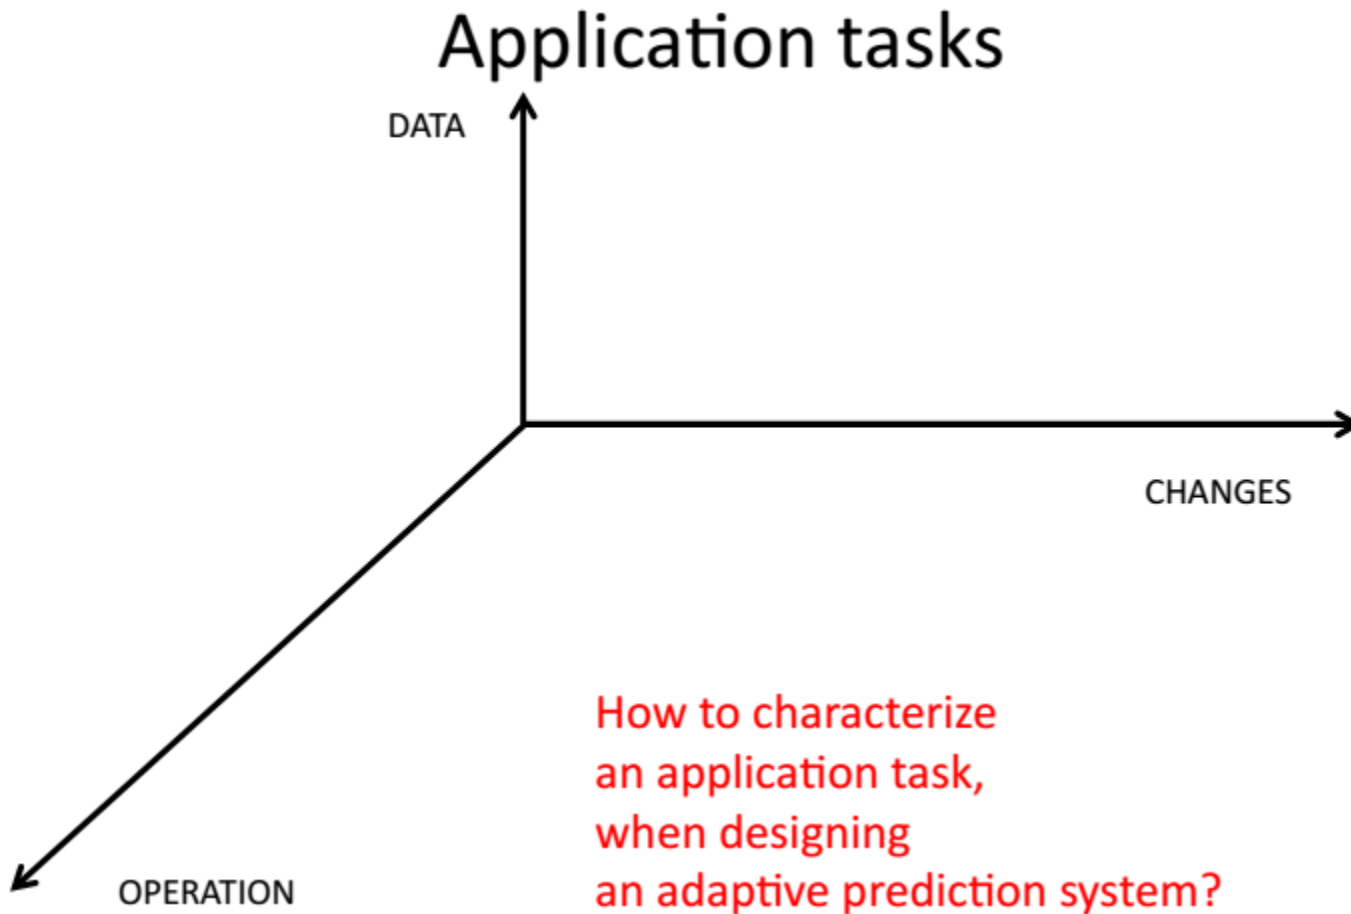 Application tasks
DATA
CHANGES
How to characterize
an application task,
when designing
an adaptive prediction system?
OPERATION